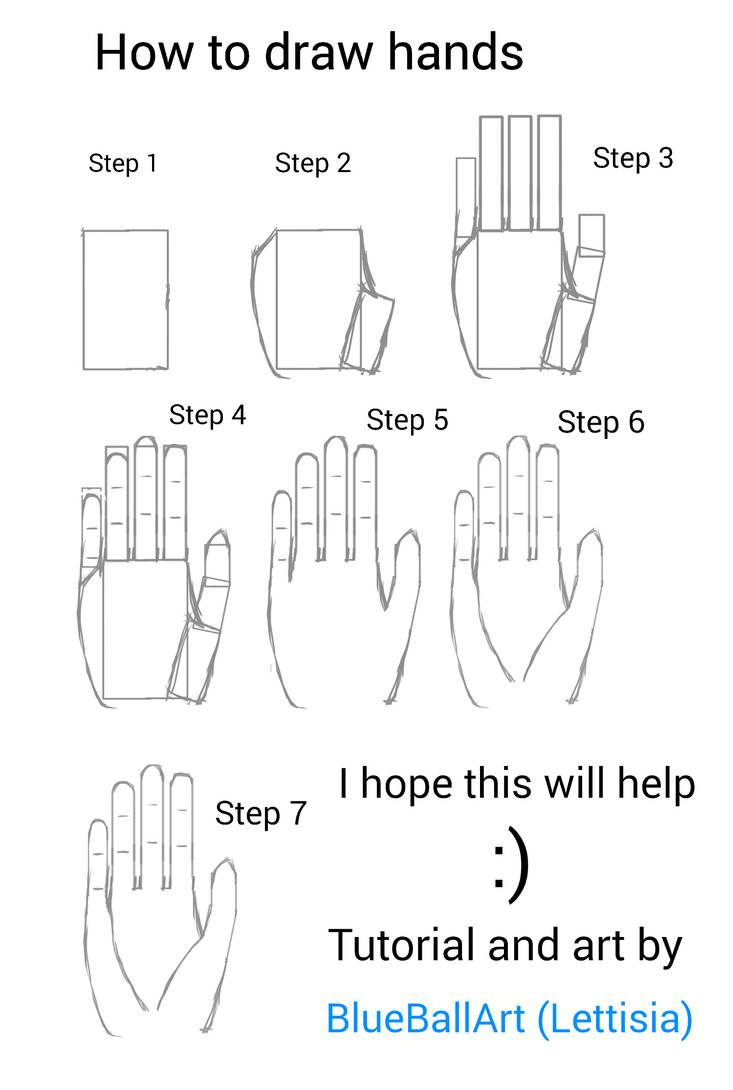 How to draw hands
Step 1
Step 2
Step 3
Step 4
Step 5
Step 6
Step 7
I hope this will help
:)
Tutorial and art by
BlueBallArt (Lettisia)